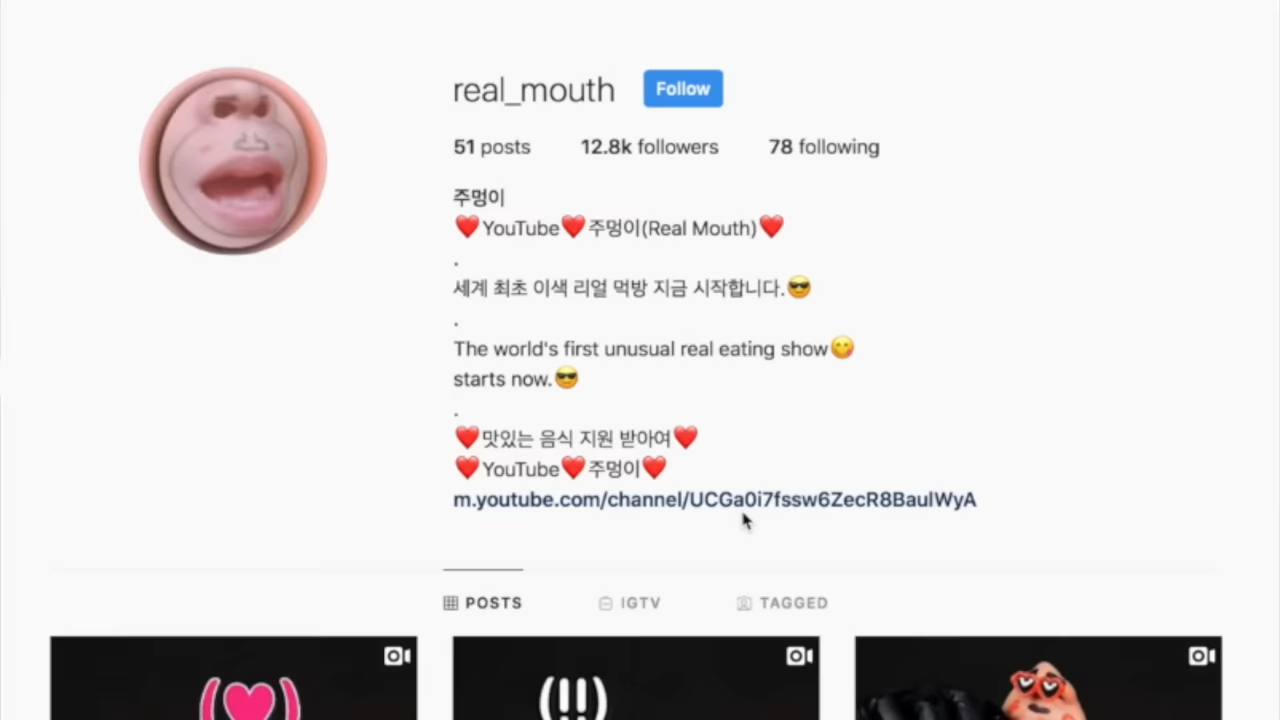 real_mouth Follow
51 posts 12.8k followers 78 following
주멍이
❤️YouTube❤️주멍이(Real Mouth)❤️
.
세계 최초 이색 리얼 먹방 지금 시작합니다.😎
.
The world's first unusual real eating show😋
starts now.😎
.
❤️맛있는 음식 지원 받아여❤️
❤️YouTube❤️주멍이❤️
m.youtube.com/channel/UCGa0i7fssw6ZecR8BaulWyA
POSTS IGTV TAGGED
(!!)